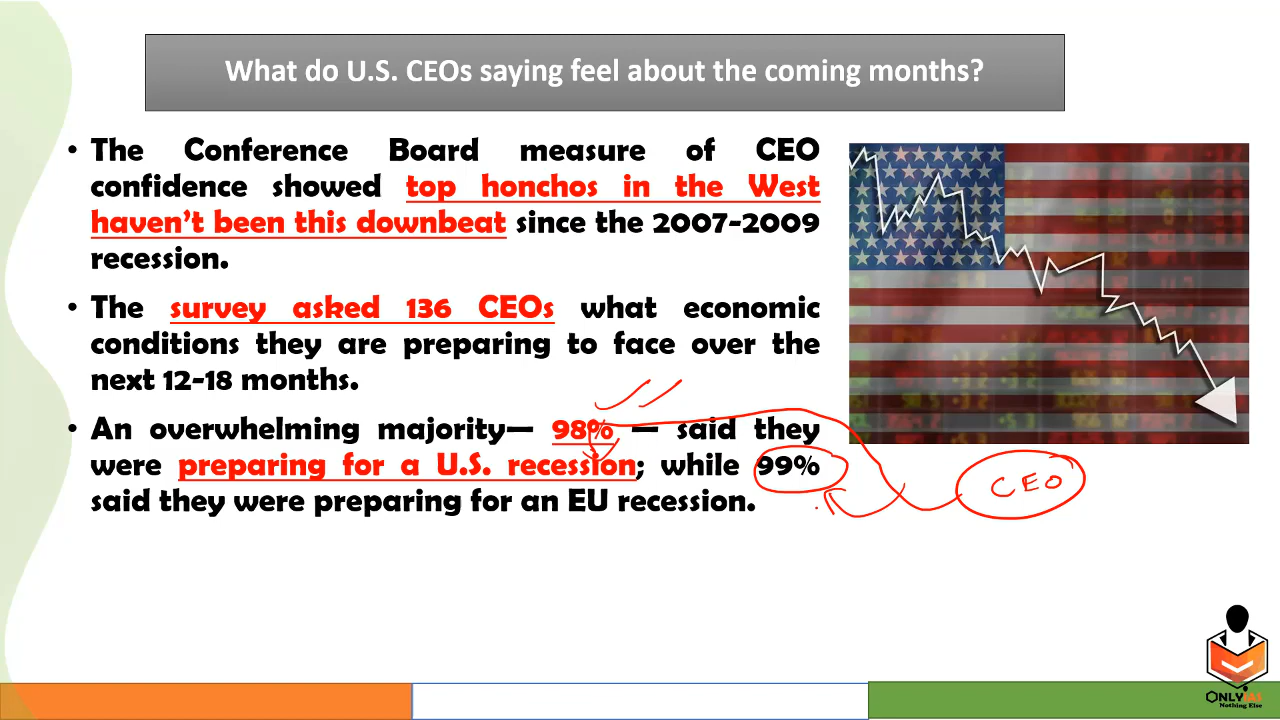 What do U.S. CEOs saying feel about the coming months?
• The Conference Board measure of CEO
confidence showed top honchos in the West
haven't been this downbeat since the 2007-2009
recession.
• The survey asked 136 CEOs what economic
conditions they are preparing to face over the
next 12-18 months.
• An overwhelming majority— 98% — said they
were preparing for a U.S. recession; while 99%
said they were preparing for an EU recession.
CEO
ONLYIAS
Nothing Else